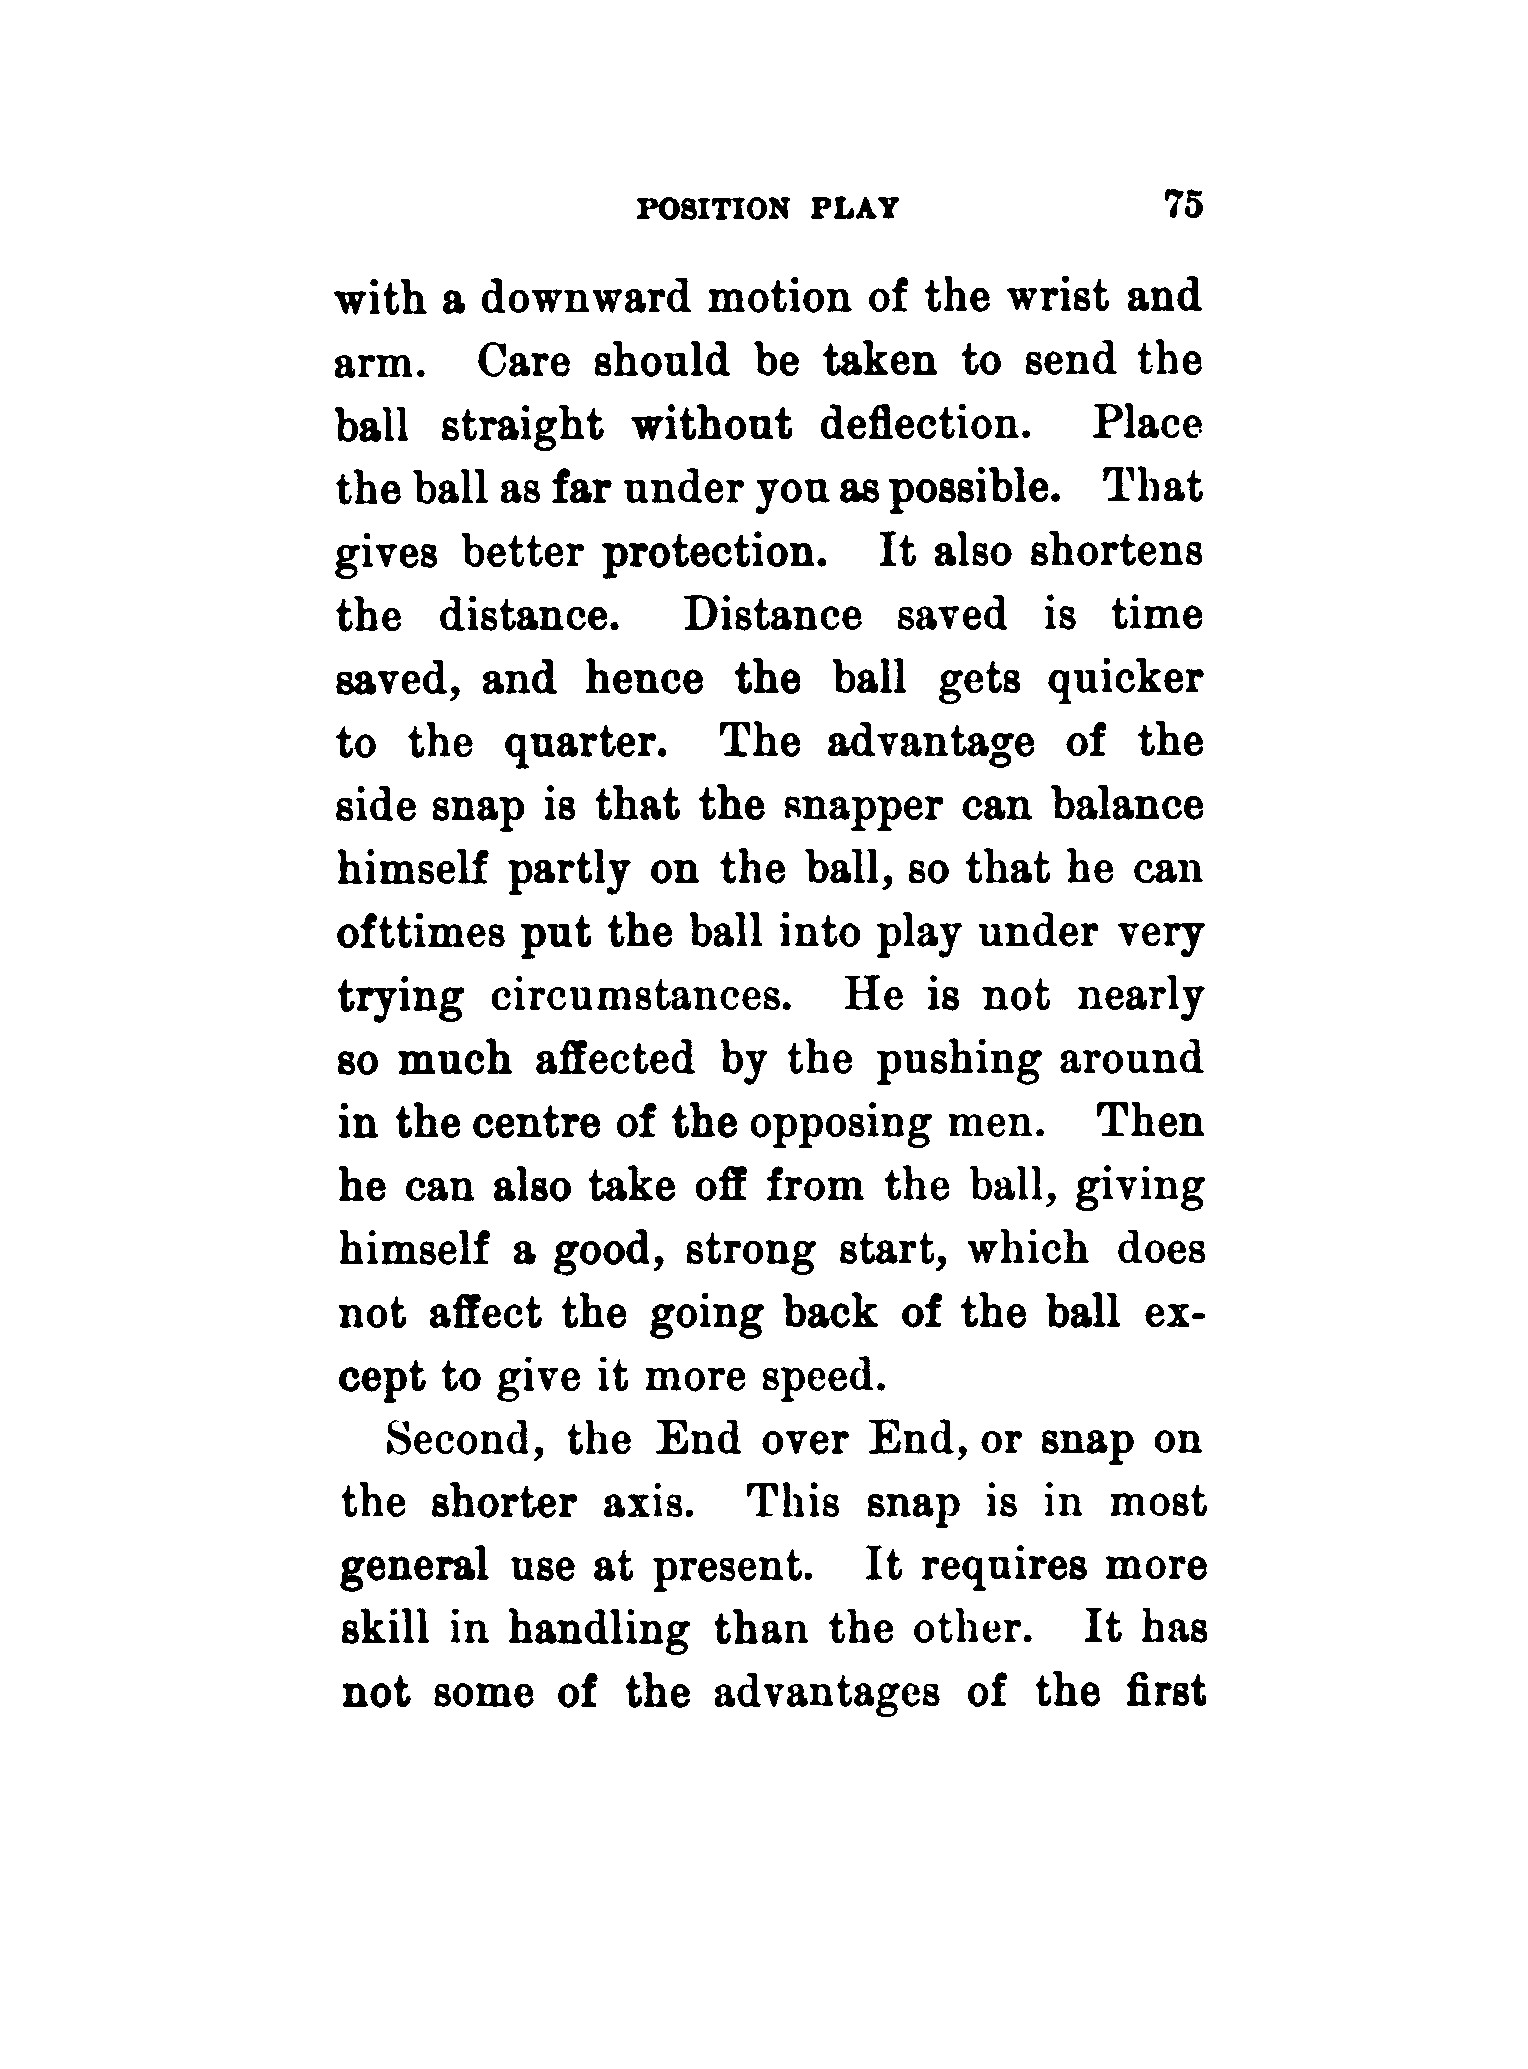 POSITION PLAY 75
with a downward motion of the wrist and
arm. Care should be taken to send the
ball straight without deflection. Place
the ball as far under you as possible. That
gives better protection. It also shortens
the distance. Distance saved is time
saved, and hence the ball gets quicker
to the quarter. The advantage of the
side snap is that the snapper can balance
himself partly on the ball, so that he can
ofttimes put the ball into play under very
trying circumstances. He is not nearly
so much affected by the pushing around
in the centre of the opposing men. Then
he can also take off from the ball, giving
himself a good, strong start, which does
not affect the going back of the ball ex-
cept to give it more speed.
Second, the End over End, or snap on
the shorter axis. This snap is in most
general use at present. It requires more
skill in handling than the other. It has
not some of the advantages of the first